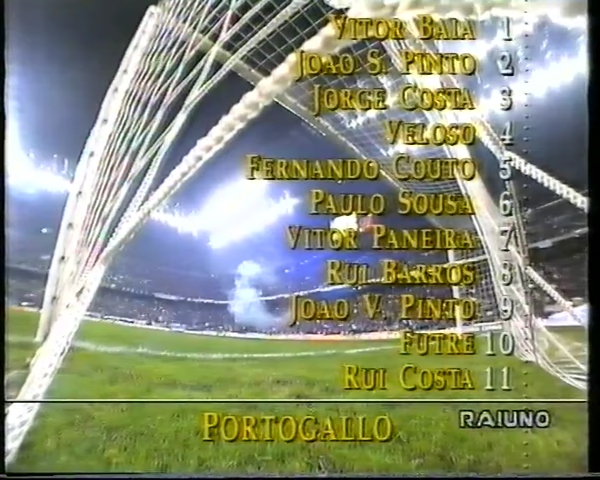 VITOR BAIA 1
JOAO S. PINTO 2
JORGE COSTA 3
VELOSO 4
FERNANDO COUTO 5
PAULO SOUSA 6
VITOR PANEIRA 7
RUI BARROS 8
JOAO V. PINTO 9
FUTRE 10
RUI COSTA 11
PORTOGALLO
RAIUNO